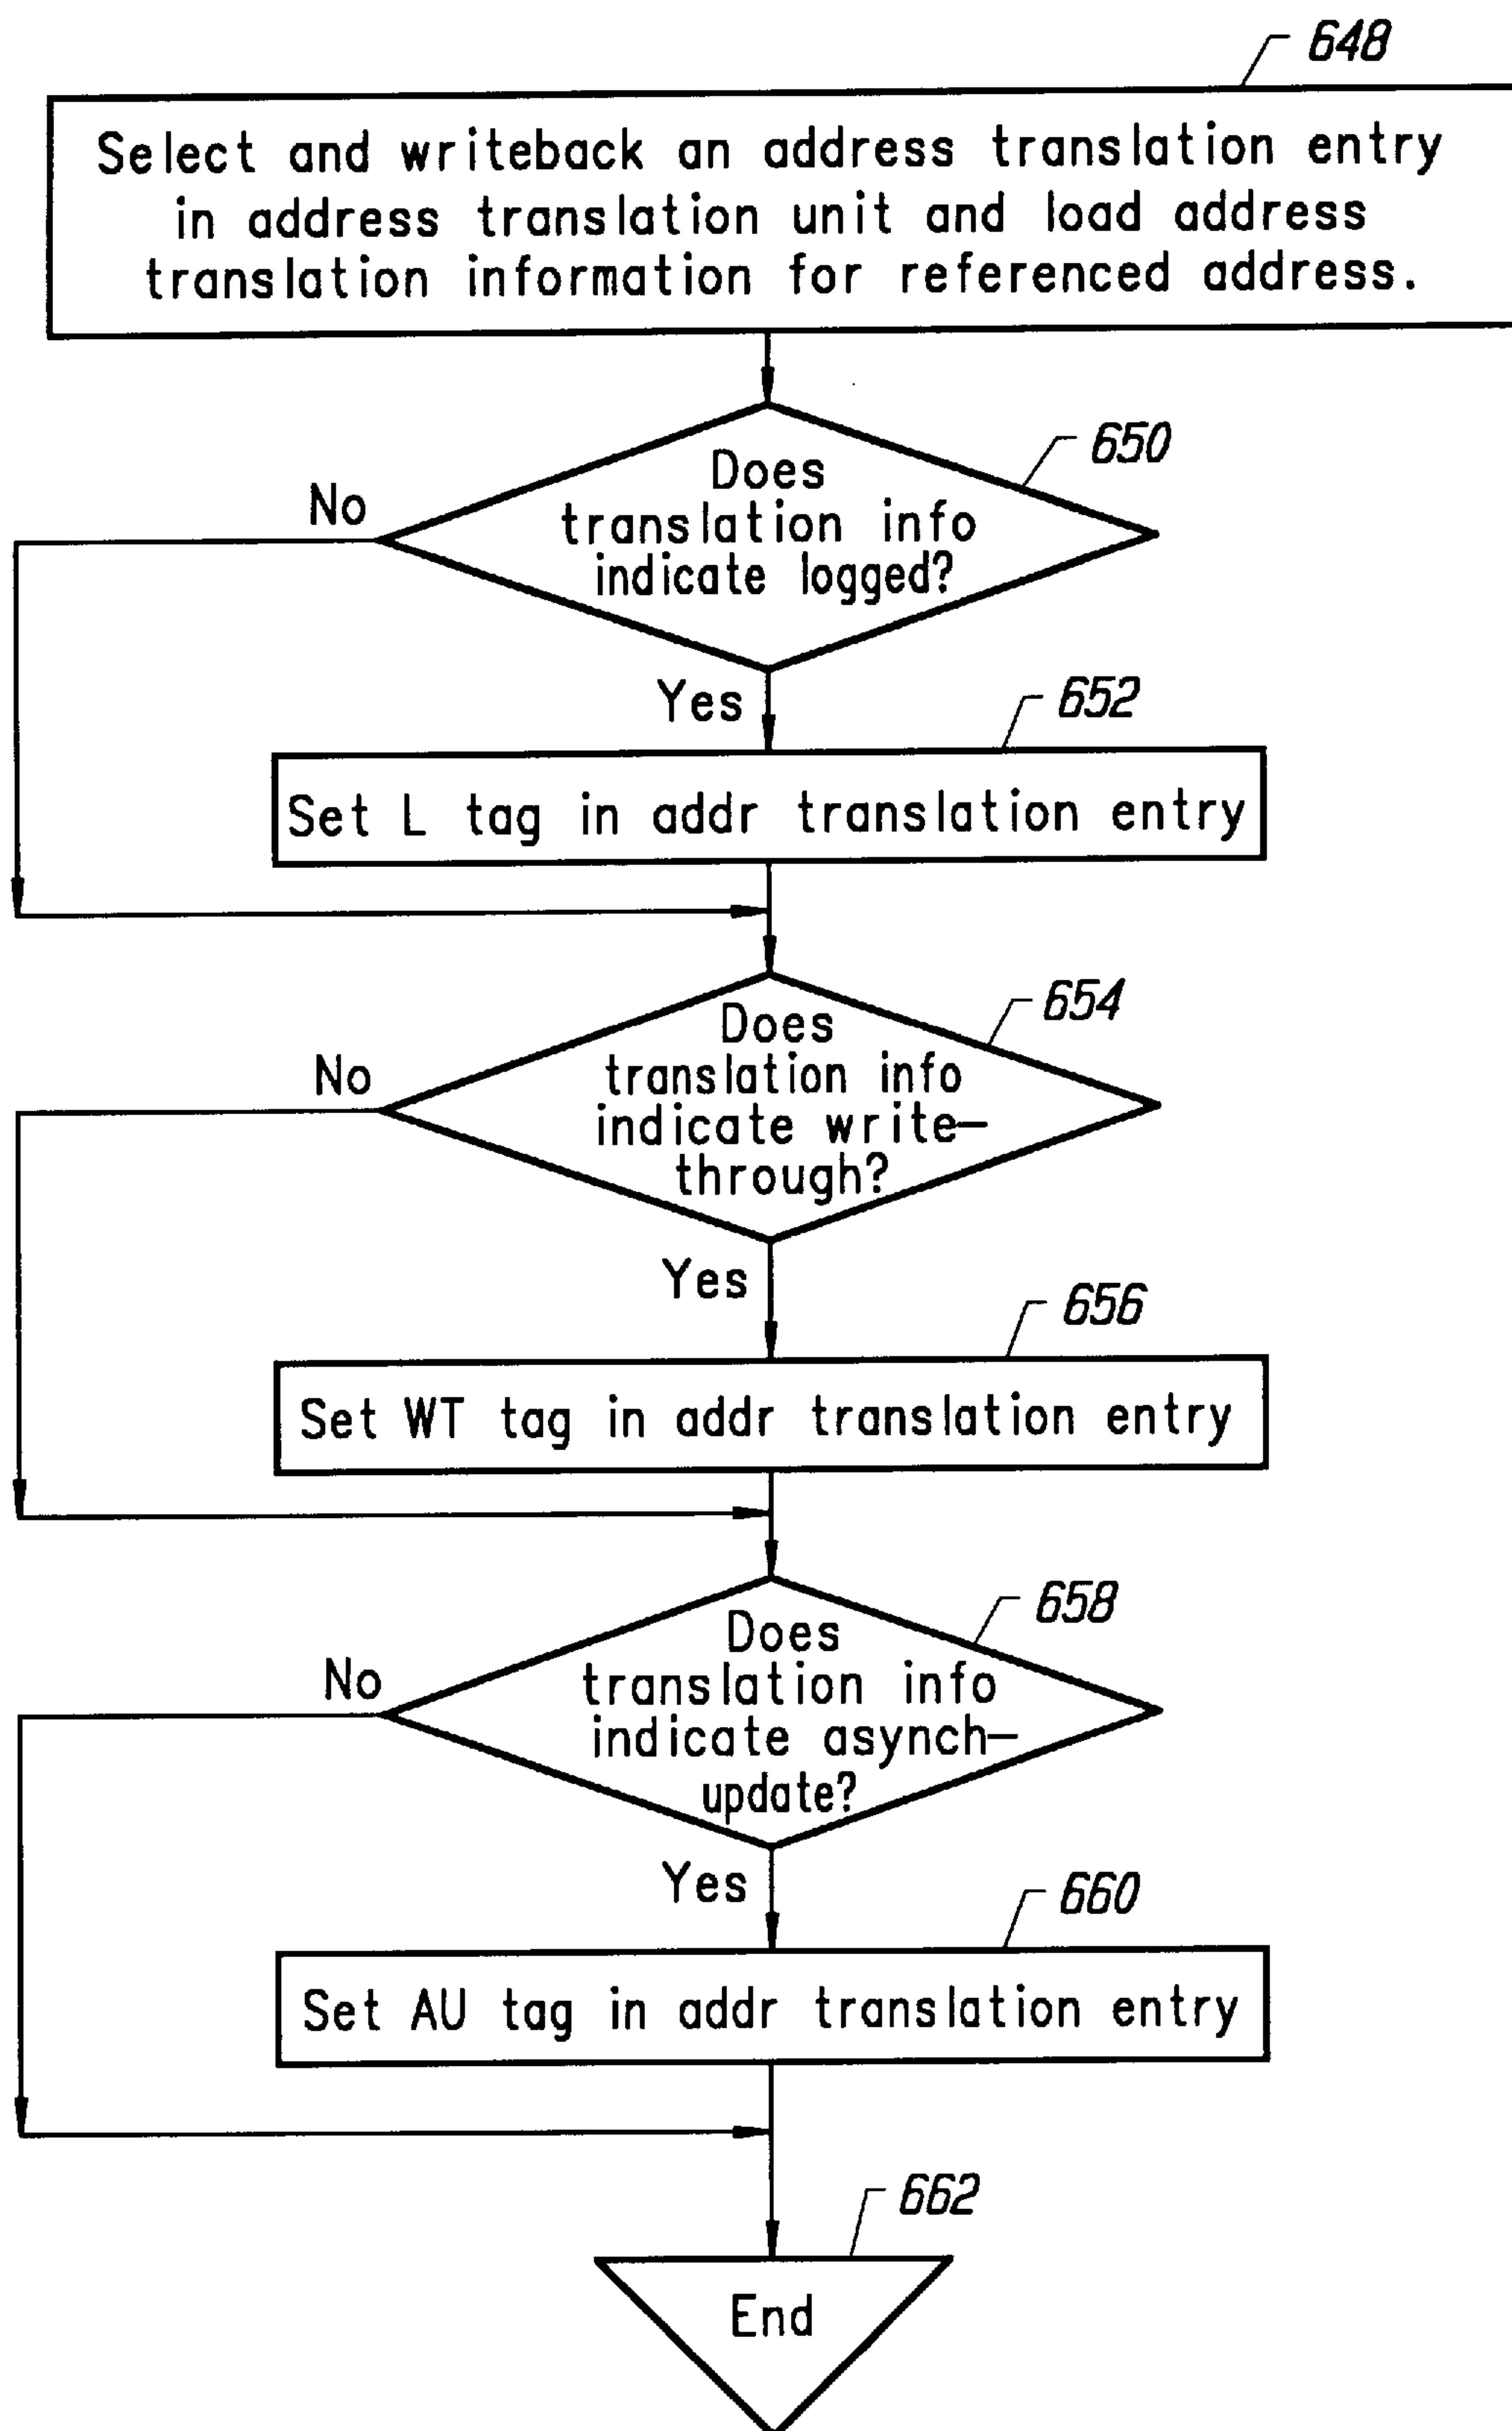 648
Select and writeback an address translation entry
in address translation unit and load address
translation information for referenced address.
650
Does
translation info
indicate logged?
No
Yes
652
Set L tag in addr translation entry
654
Does
translation info
indicate write-
through?
No
Yes
656
Set WT tag in addr translation entry
658
Does
translation info
indicate asynch-
update?
No
Yes
660
Set AU tag in addr translation entry
662
End